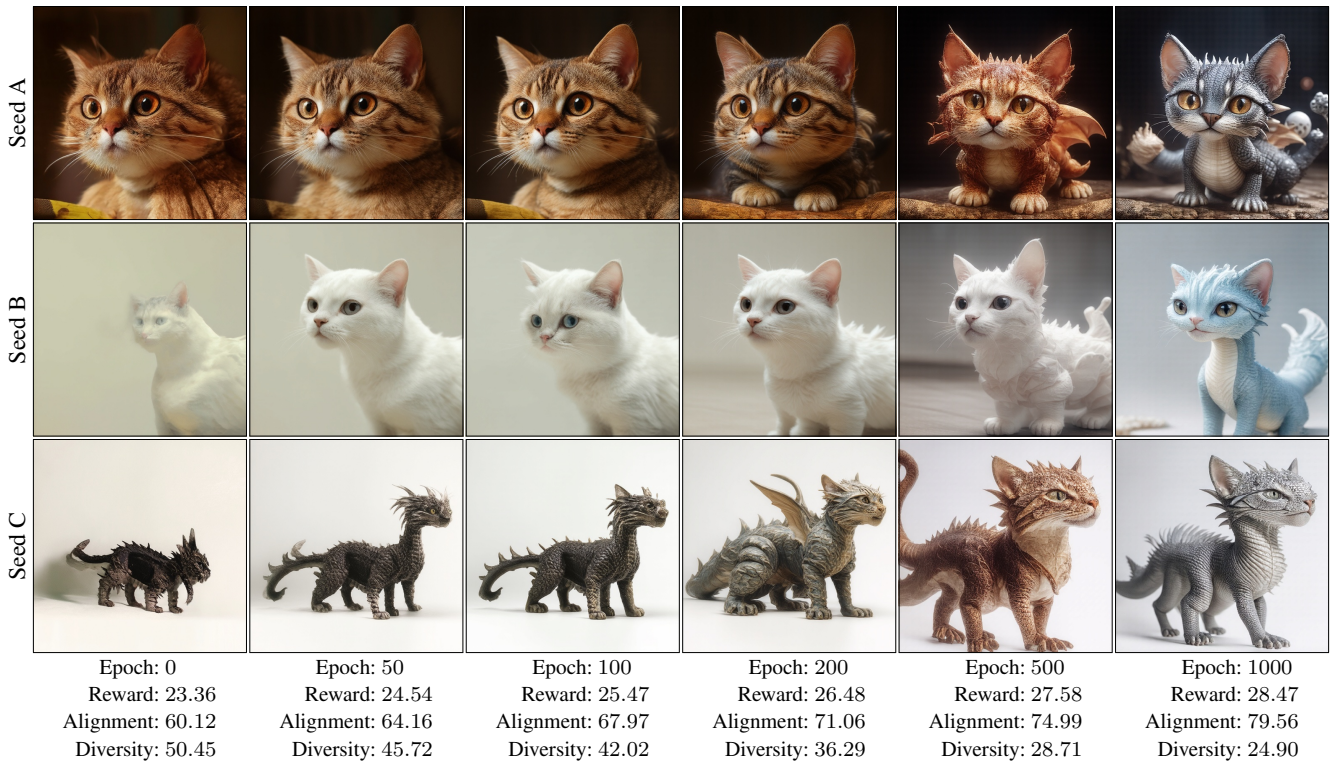 Seed A
Seed B
Seed C
Epoch: 0
Reward: 23.36
Alignment: 60.12
Diversity: 50.45
Epoch: 50
Reward: 24.54
Alignment: 64.16
Diversity: 45.72
Epoch: 100
Reward: 25.47
Alignment: 67.97
Diversity: 42.02
Epoch: 200
Reward: 26.48
Alignment: 71.06
Diversity: 36.29
Epoch: 500
Reward: 27.58
Alignment: 74.99
Diversity: 28.71
Epoch: 1000
Reward: 28.47
Alignment: 79.56
Diversity: 24.90